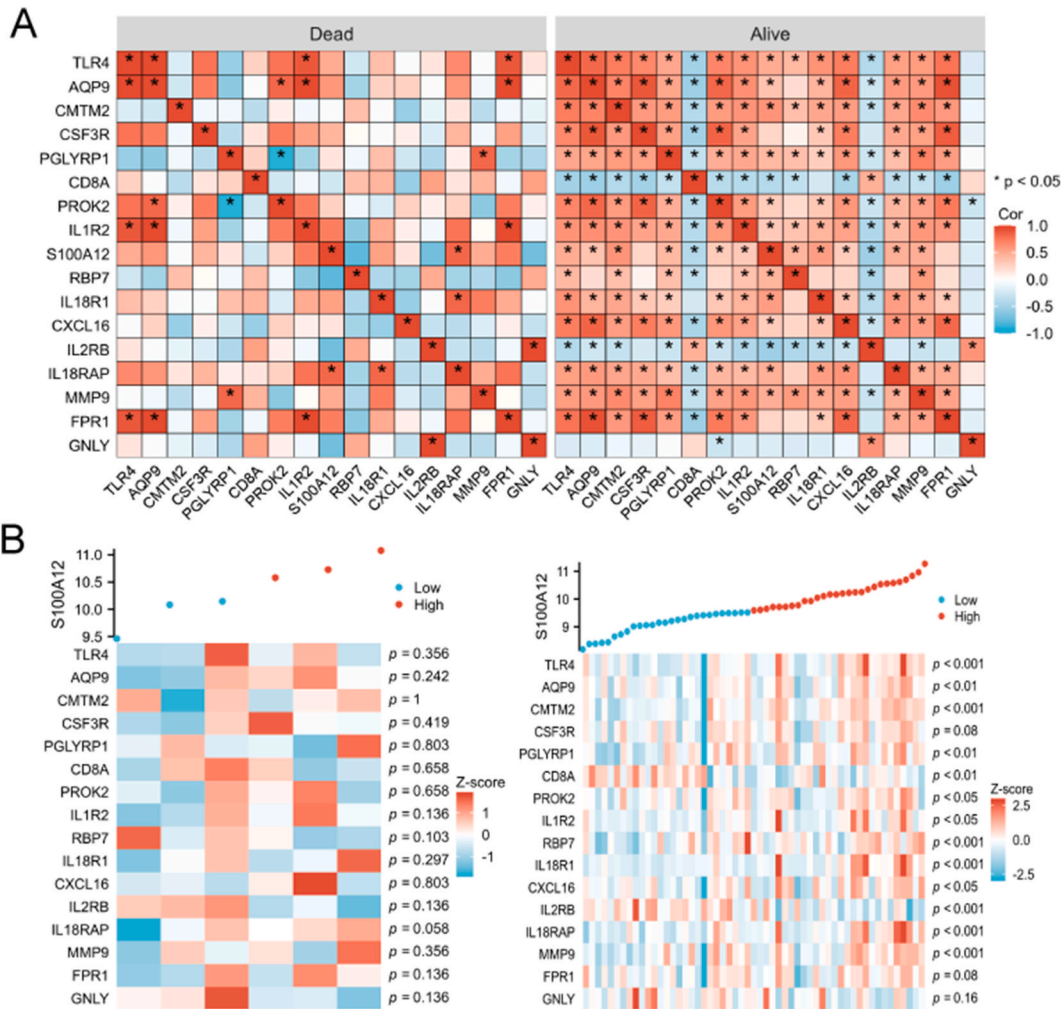 A
Dead
Alive
TLR4
AQP9
CMTM2
CSF3R
PGLYRP1
CD8A
PROK2
IL1R2
S100A12
RBP7
IL18R1
CXCL16
IL2RB
IL18RAP
MMP9
FPR1
GNLY
* p < 0.05
Cor
1.0
0.5
0.0
-0.5
-1.0
TLR4 AQP9 CMTM2 CSF3R PGLYRP1 CD8A PROK2 IL1R2 S100A12 RBP7 IL18R1 CXCL16 IL2RB IL18RAP MMP9 FPR1 GNLY
TLR4 AQP9 CMTM2 CSF3R PGLYRP1 CD8A PROK2 IL1R2 S100A12 RBP7 IL18R1 CXCL16 IL2RB IL18RAP MMP9 FPR1 GNLY
B
S100A12
11.0
10.5
10.0
9.5
Low
High
TLR4 p = 0.356
AQP9 p = 0.242
CMTM2 p = 1
CSF3R p = 0.419
PGLYRP1 p = 0.803
CD8A p = 0.658
PROK2 p = 0.658
IL1R2 p = 0.136
RBP7 p = 0.103
IL18R1 p = 0.297
CXCL16 p = 0.803
IL2RB p = 0.136
IL18RAP p = 0.058
MMP9 p = 0.356
FPR1 p = 0.136
GNLY p = 0.136
Z-score
1
0
-1
S100A12
11
10
9
Low
High
TLR4 p < 0.001
AQP9 p < 0.01
CMTM2 p < 0.001
CSF3R p = 0.08
PGLYRP1 p < 0.01
CD8A p < 0.01
PROK2 p < 0.05
IL1R2 p < 0.05
RBP7 p < 0.001
IL18R1 p < 0.001
CXCL16 p < 0.05
IL2RB p < 0.001
IL18RAP p < 0.001
MMP9 p < 0.001
FPR1 p = 0.08
GNLY p = 0.16
Z-score
2.5
0.0
-2.5